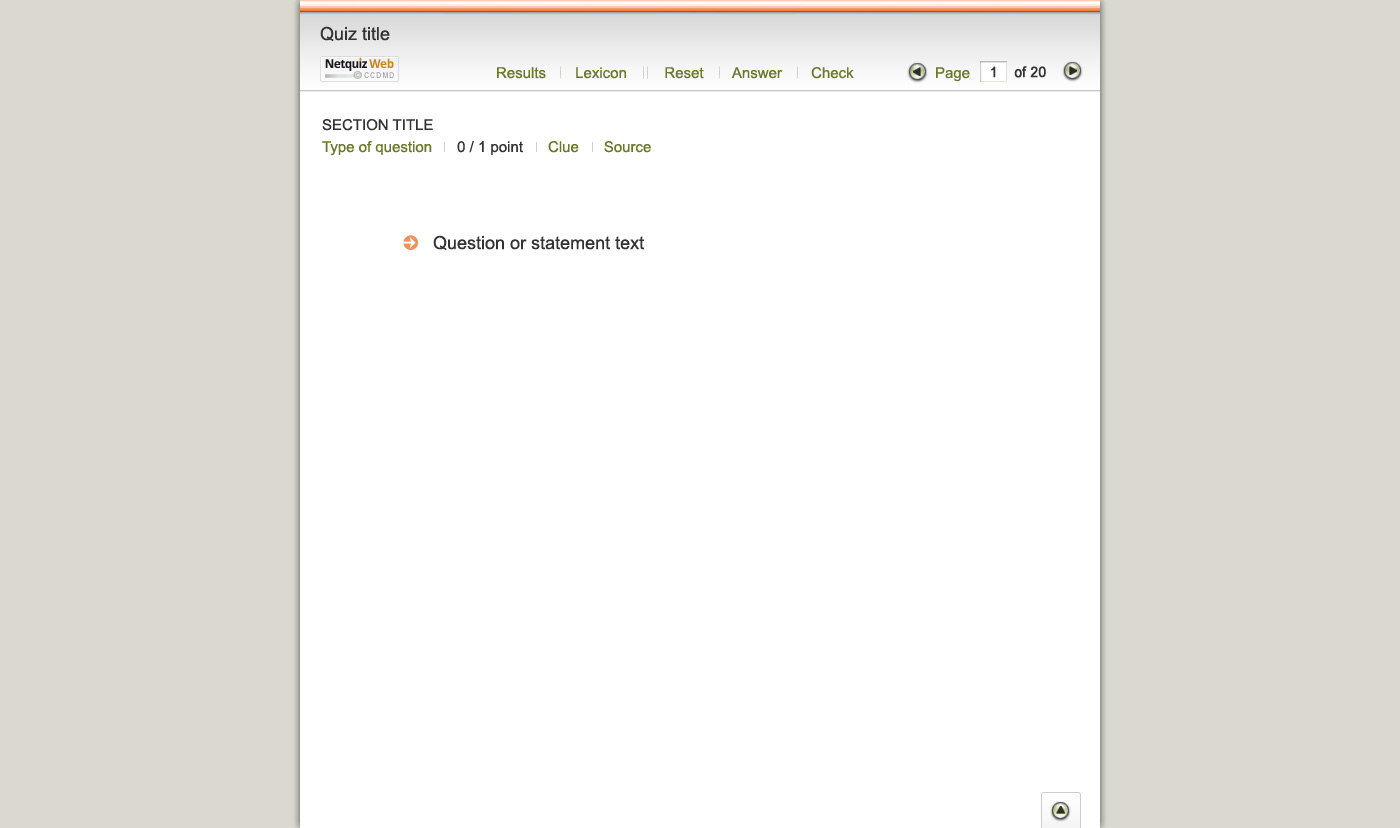 Quiz title
Netquiz Web
© CCDMD
Results Lexicon Reset Answer Check Page 1 of 20
SECTION TITLE
Type of question 0 / 1 point Clue Source
Question or statement text